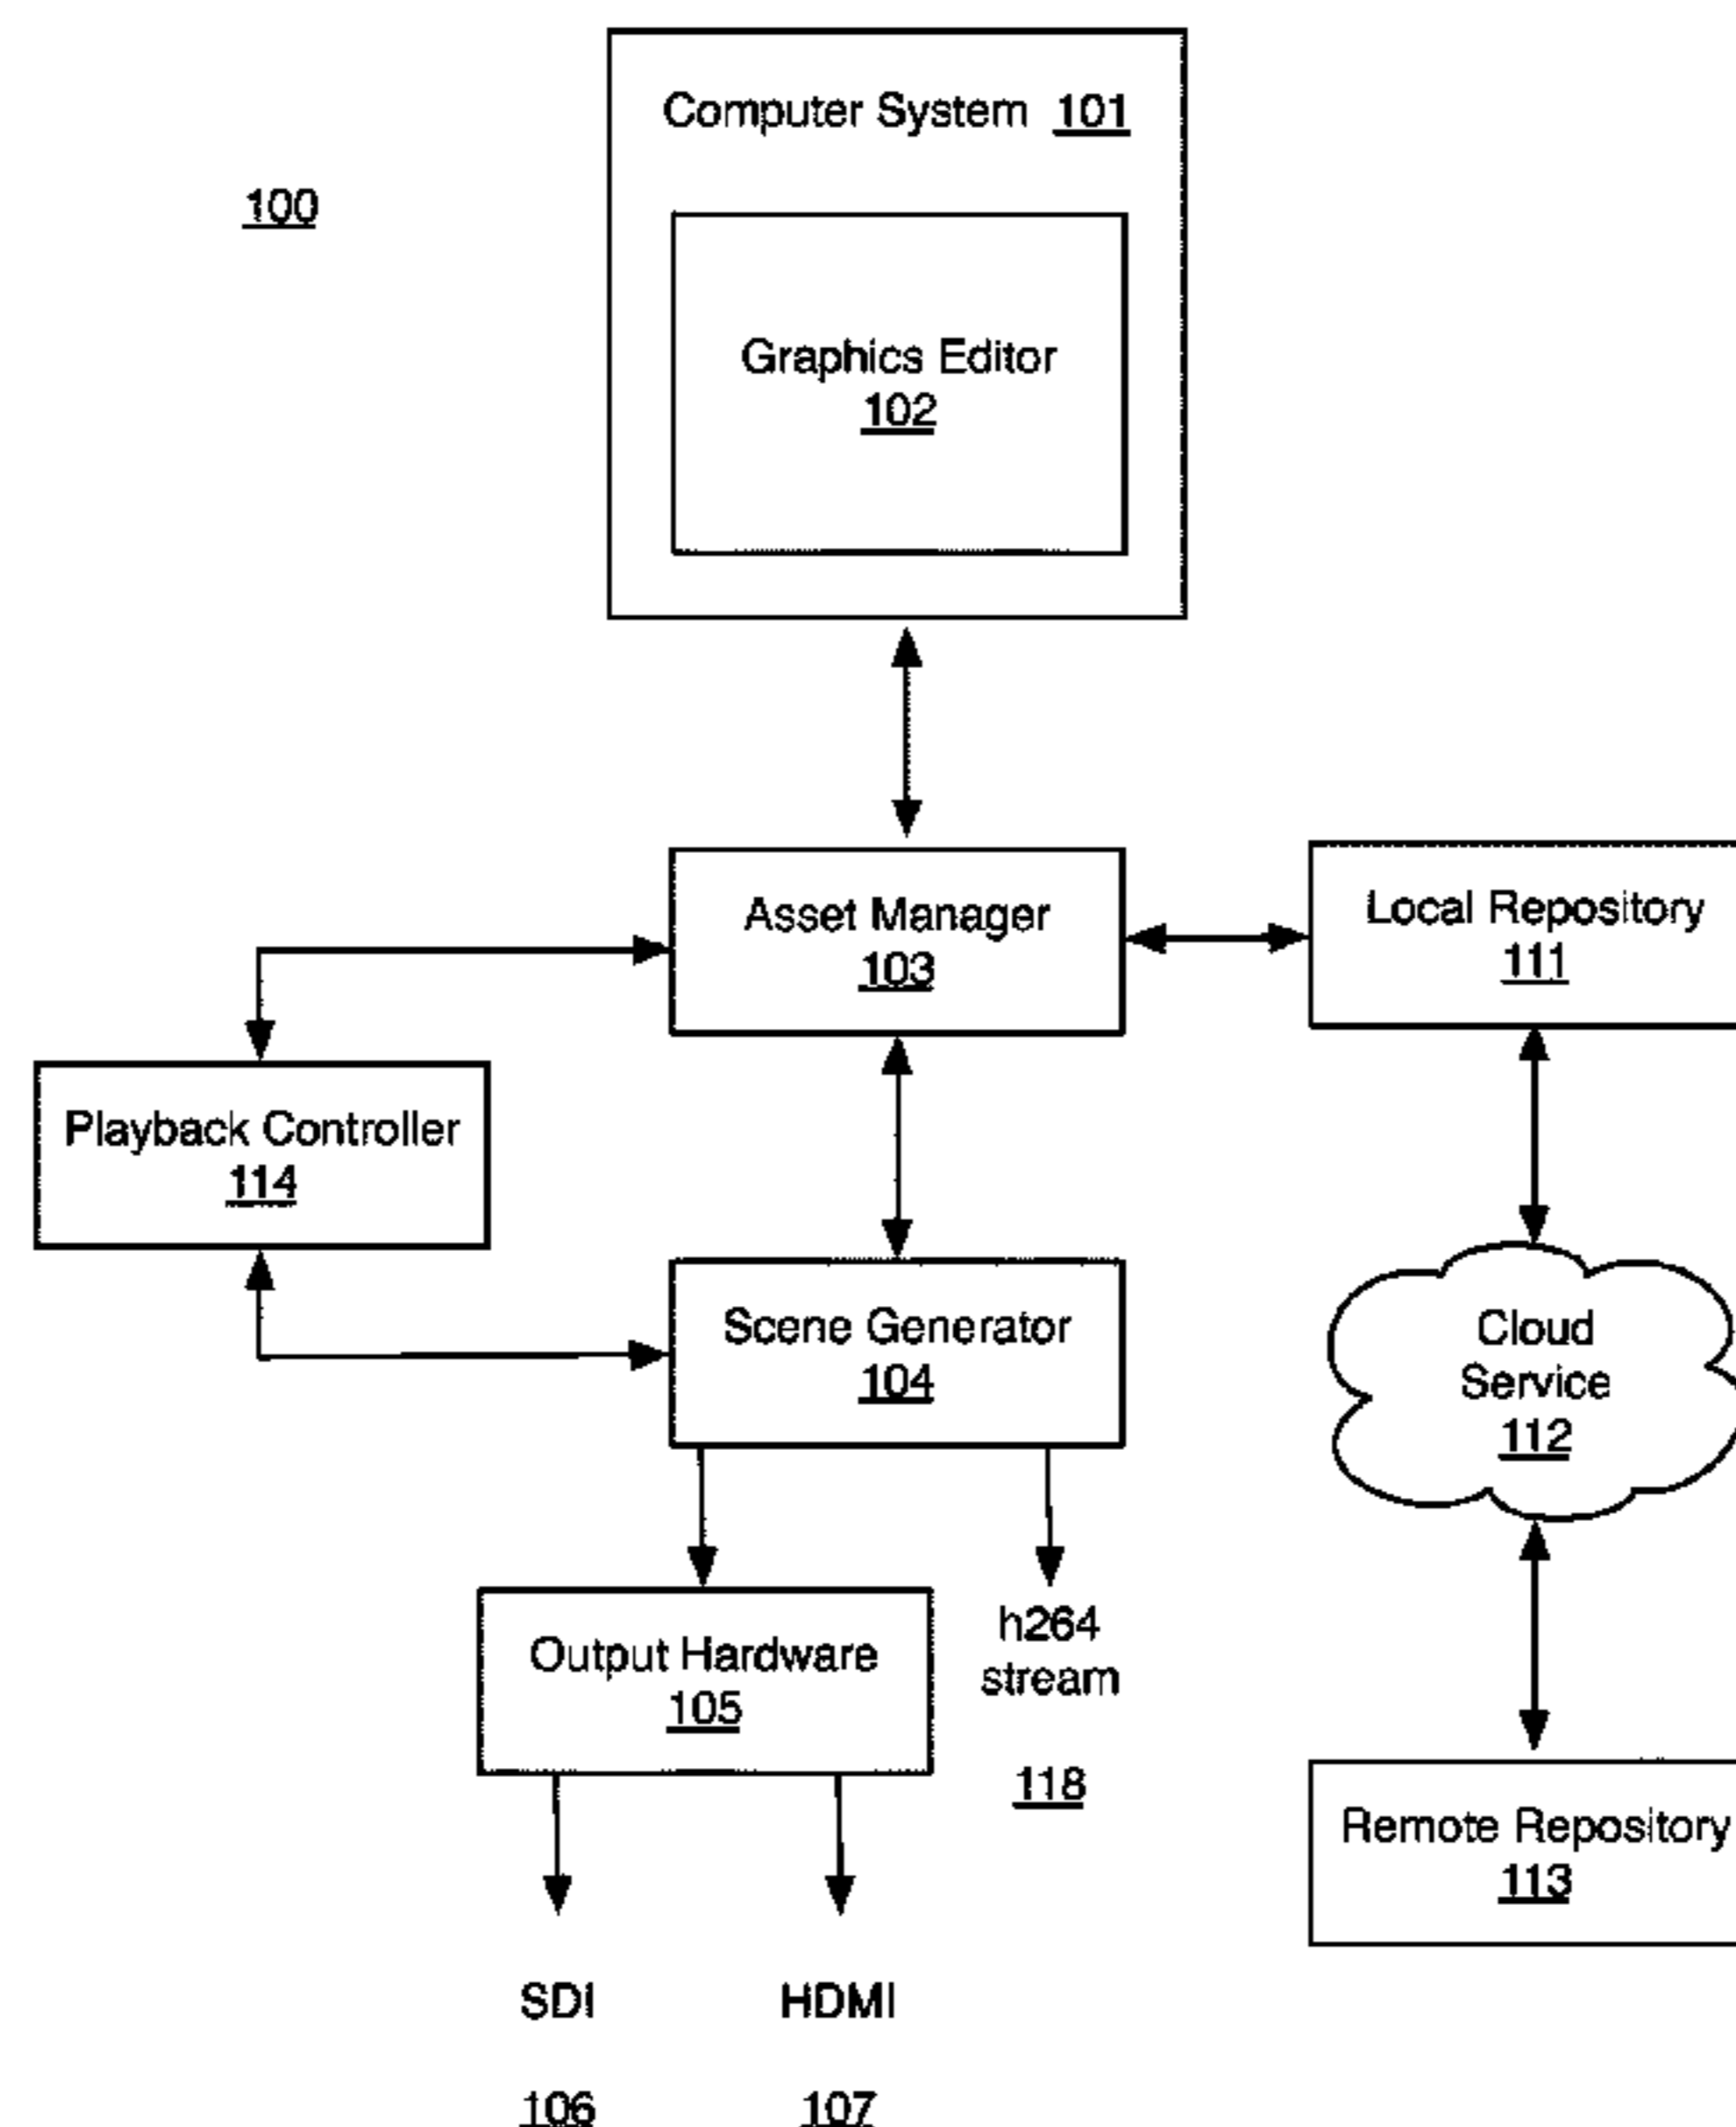 Computer System 101
100
Graphics Editor
102
Asset Manager
103
Local Repository
111
Playback Controller
114
Scene Generator
104
Cloud
Service
112
Output Hardware
105
h264
stream
118
Remote Repository
113
SDI
HDMI
106
107